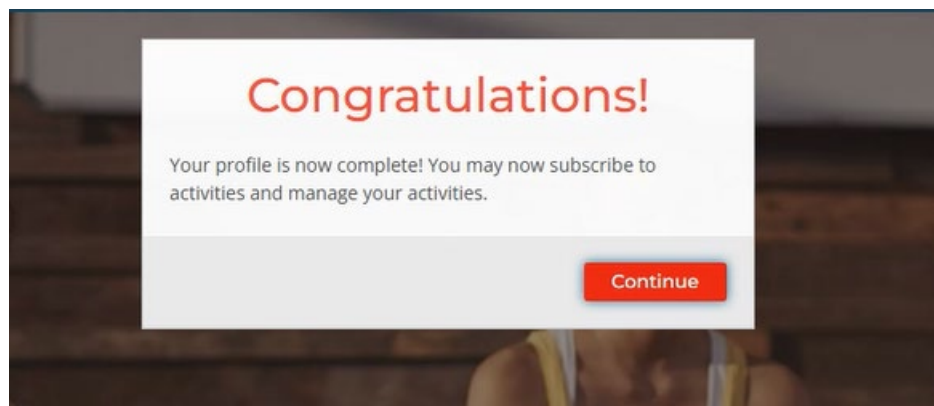 Congratulations!
Your profile is now complete! You may now subscribe to
activities and manage your activities.
Continue